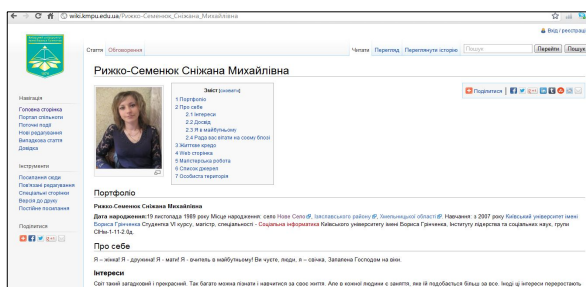 wiki.kmpu.edu.ua/Рижко-Семенюк_Сніжана_Михайлівна
Вхід / реєстрація
Стаття Обговорення Читати Перегляд Переглянути історію Пошук Перейти Пошук
Рижко-Семенюк Сніжана Михайлівна
Навігація
Головна сторінка
Портал спільноти
Поточні події
Нові редагування
Випадкова стаття
Довідка
Інструменти
Посилання сюди
Пов'язані редагування
Спеціальні сторінки
Версія до друку
Постійне посилання
Поділитися
Зміст [сховати]
1 Портфоліо
2 Про себе
2.1 Інтереси
2.2 Досвід
2.3 Я в майбутньому
2.4 Рада вас вітати на соєму блозі
3 Життєве кредо
4 Web сторінка
5 Майстерська робота
6 Список джерел
7 Особиста територія
Поділитися
Портфоліо
Рижко-Семенюк Сніжана Михайлівна
Дата народження:19 листопада 1989 року Місце народження: село Нове Село, Ізяславського району, Хмельницької області. Навчання: з 2007 року Київський університет імені
Бориса Грінченка Студентка VI курсу, магістр, спеціальності - Соціальна інформатика Київського університету імені Бориса Грінченка, Інституту лідерства та соціальних наук, групи
СІНм-1-11-2.0д.
Про себе
Я – жінка! Я - дружина! Я - мати! Я - вчитель в майбутньому! Ви чуєте, люди, я – свічка, Запалена Господом на віки.
Інтереси
Світ такий загадковий і прекрасний. Так багато можна пізнати і навчитися за своє життя. Але в кожної людини є заняття, яке їй подобається більш за все. Іноді ці інтереси переростають